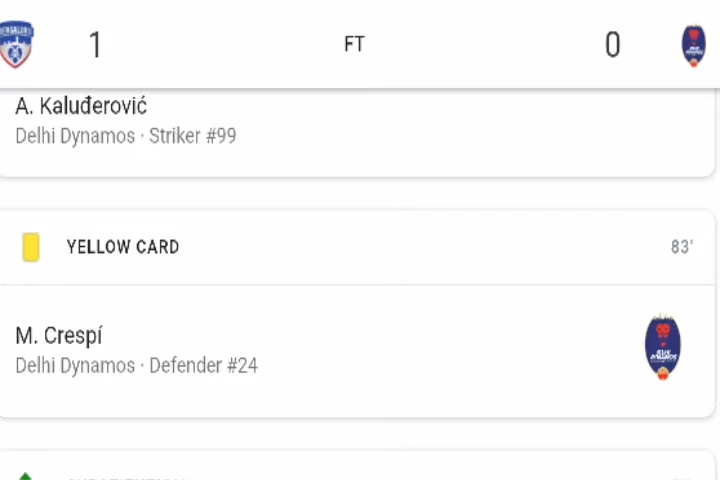 1 FT 0
A. Kaluđerović
Delhi Dynamos · Striker #99
YELLOW CARD 83'
M. Crespí
Delhi Dynamos · Defender #24